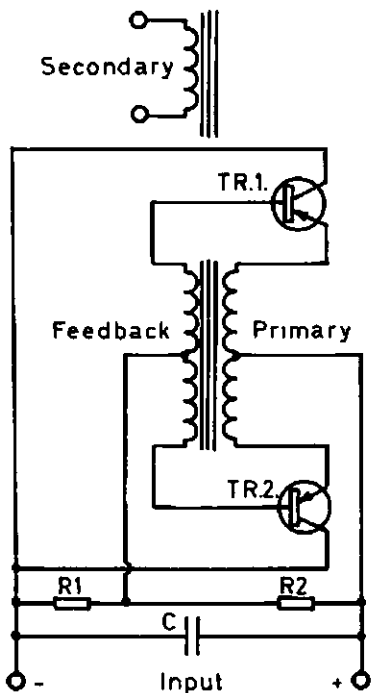 Secondary
TR.1.
Feedback Primary
TR.2.
R1 R2
C
- Input +